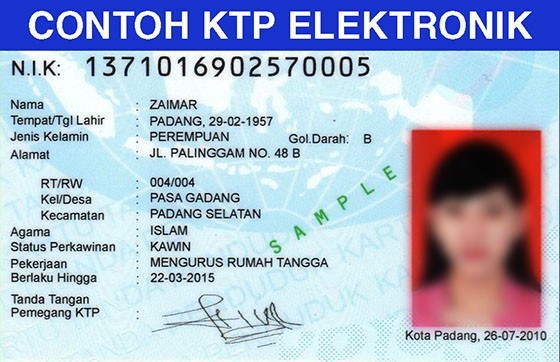 CONTOH KTP ELEKTRONIK
N.I.K: 1371016902570005
Nama : ZAIMAR
Tempat/Tgl Lahir : PADANG, 29-02-1957
Jenis Kelamin : PEREMPUAN Gol.Darah: B
Alamat : JL. PALINGGAM NO. 48 B
RT/RW : 004/004
Kel/Desa : PASA GADANG
Kecamatan : PADANG SELATAN
Agama : ISLAM
Status Perkawinan : KAWIN
Pekerjaan : MENGURUS RUMAH TANGGA
Berlaku Hingga : 22-03-2015
Tanda Tangan
Pemegang KTP :
SAMPLE
Kota Padang, 26-07-2010